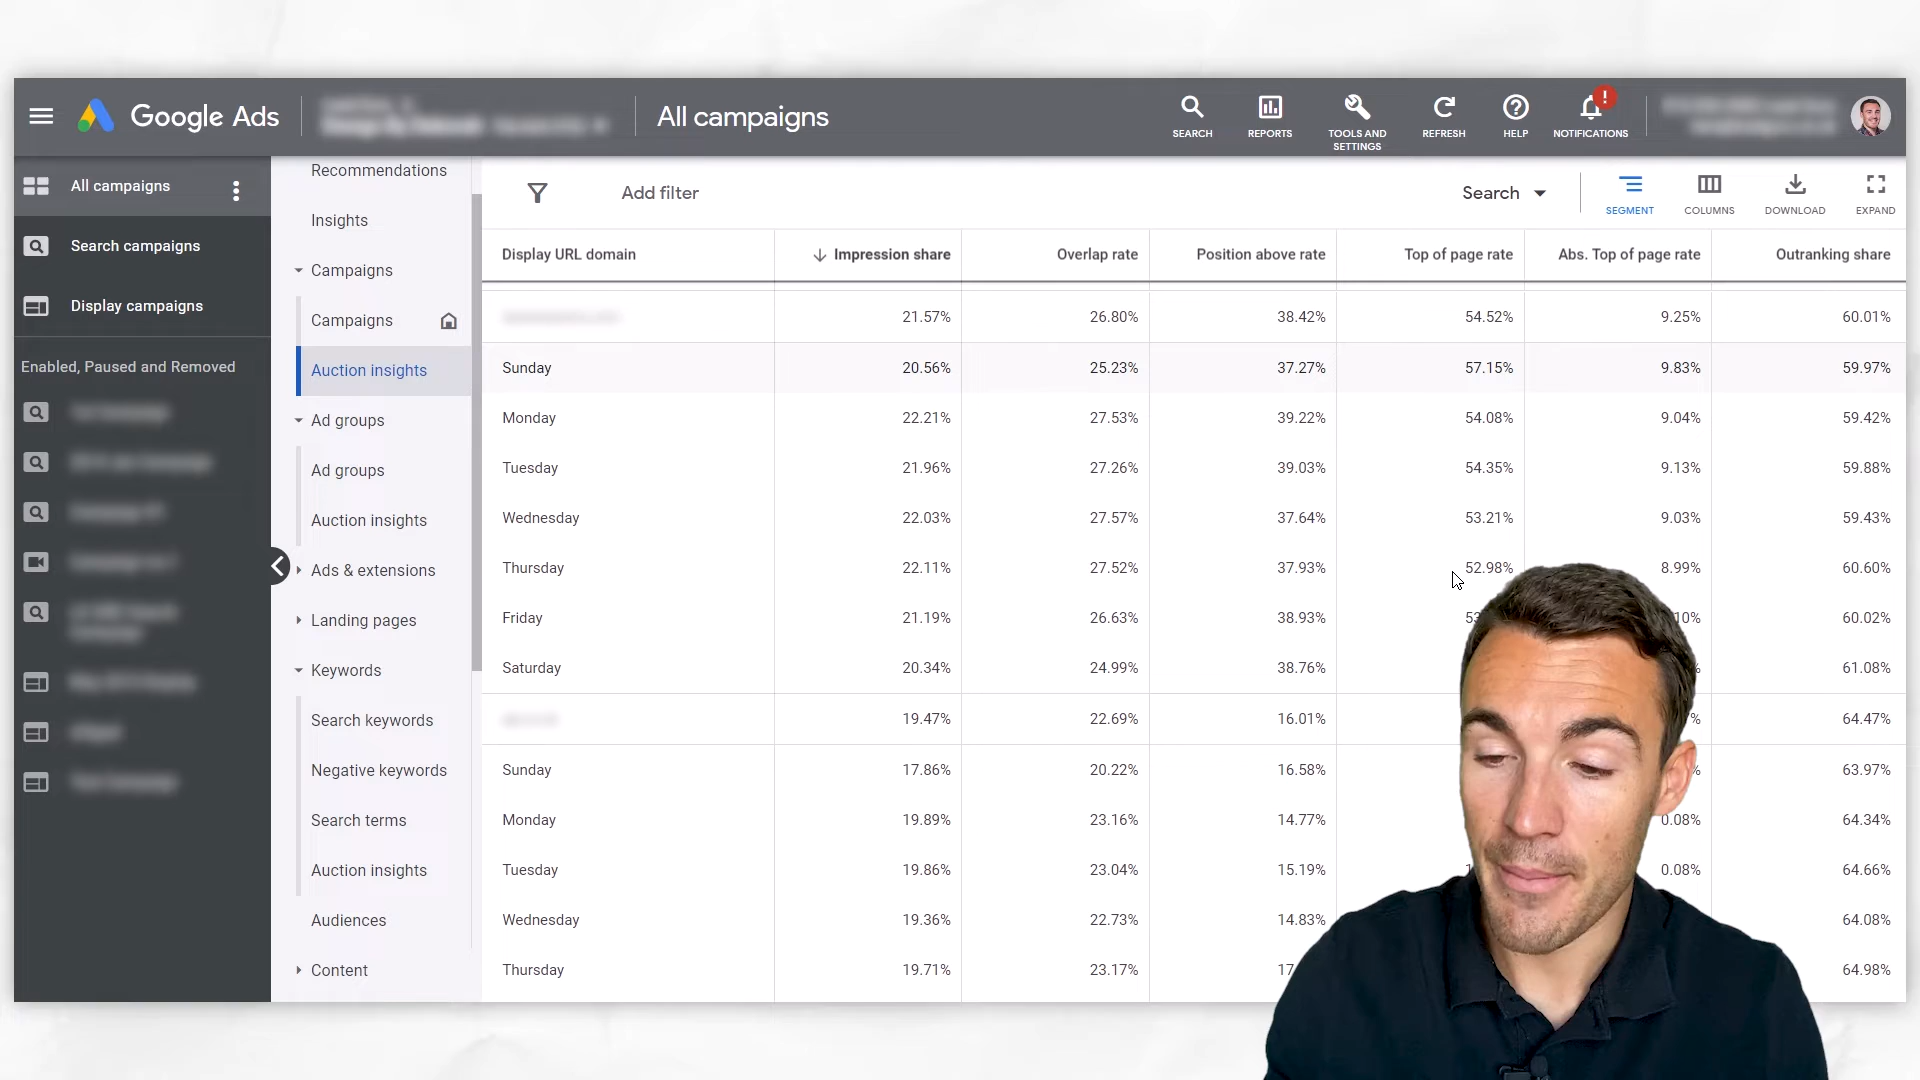 Google Ads
All campaigns
SEARCH
REPORTS
TOOLS AND
SETTINGS
REFRESH
HELP
!
NOTIFICATIONS
All campaigns
Search campaigns
Display campaigns
Enabled, Paused and Removed
Recommendations
Insights
Campaigns
Campaigns
Auction insights
Ad groups
Ad groups
Auction insights
Ads & extensions
Landing pages
Keywords
Search keywords
Negative keywords
Search terms
Auction insights
Audiences
Content
Add filter
Search
SEGMENT
COLUMNS
DOWNLOAD
EXPAND
Display URL domain Impression share Overlap rate Position above rate Top of page rate Abs. Top of page rate Outranking share
21.57% 26.80% 38.42% 54.52% 9.25% 60.01%
Sunday 20.56% 25.23% 37.27% 57.15% 9.83% 59.97%
Monday 22.21% 27.53% 39.22% 54.08% 9.04% 59.42%
Tuesday 21.96% 27.26% 39.03% 54.35% 9.13% 59.88%
Wednesday 22.03% 27.57% 37.64% 53.21% 9.03% 59.43%
Thursday 22.11% 27.52% 37.93% 52.98% 8.99% 60.60%
Friday 21.19% 26.63% 38.93% 60.02%
Saturday 20.34% 24.99% 38.76% 61.08%
19.47% 22.69% 16.01% 64.47%
Sunday 17.86% 20.22% 16.58% 63.97%
Monday 19.89% 23.16% 14.77% 0.08% 64.34%
Tuesday 19.86% 23.04% 15.19% 0.08% 64.66%
Wednesday 19.36% 22.73% 14.83% 64.08%
Thursday 19.71% 23.17% 64.98%